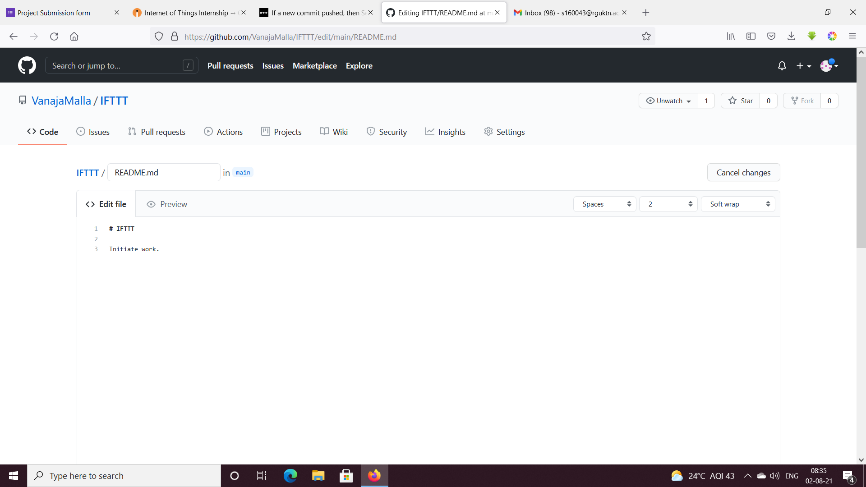 Project Submission form
Internet of Things Internship —
If a new commit pushed, then
Editing IFTTT/README.md at
Inbox (98) - s160043@rguktn.ac
https://github.com/VanajaMalla/IFTTT/edit/main/README.md
Search or jump to... /
Pull requests Issues Marketplace Explore
VanajaMalla / IFTTT
Unwatch 1 Star 0 Fork 0
Code Issues Pull requests Actions Projects Wiki Security Insights Settings
IFTTT / README.md in main Cancel changes
Edit file Preview Spaces 2 Soft wrap
1 # IFTTT
2
Initiate work.
Type here to search
24°C AQI 43 ENG 08:35
02-08-21
4